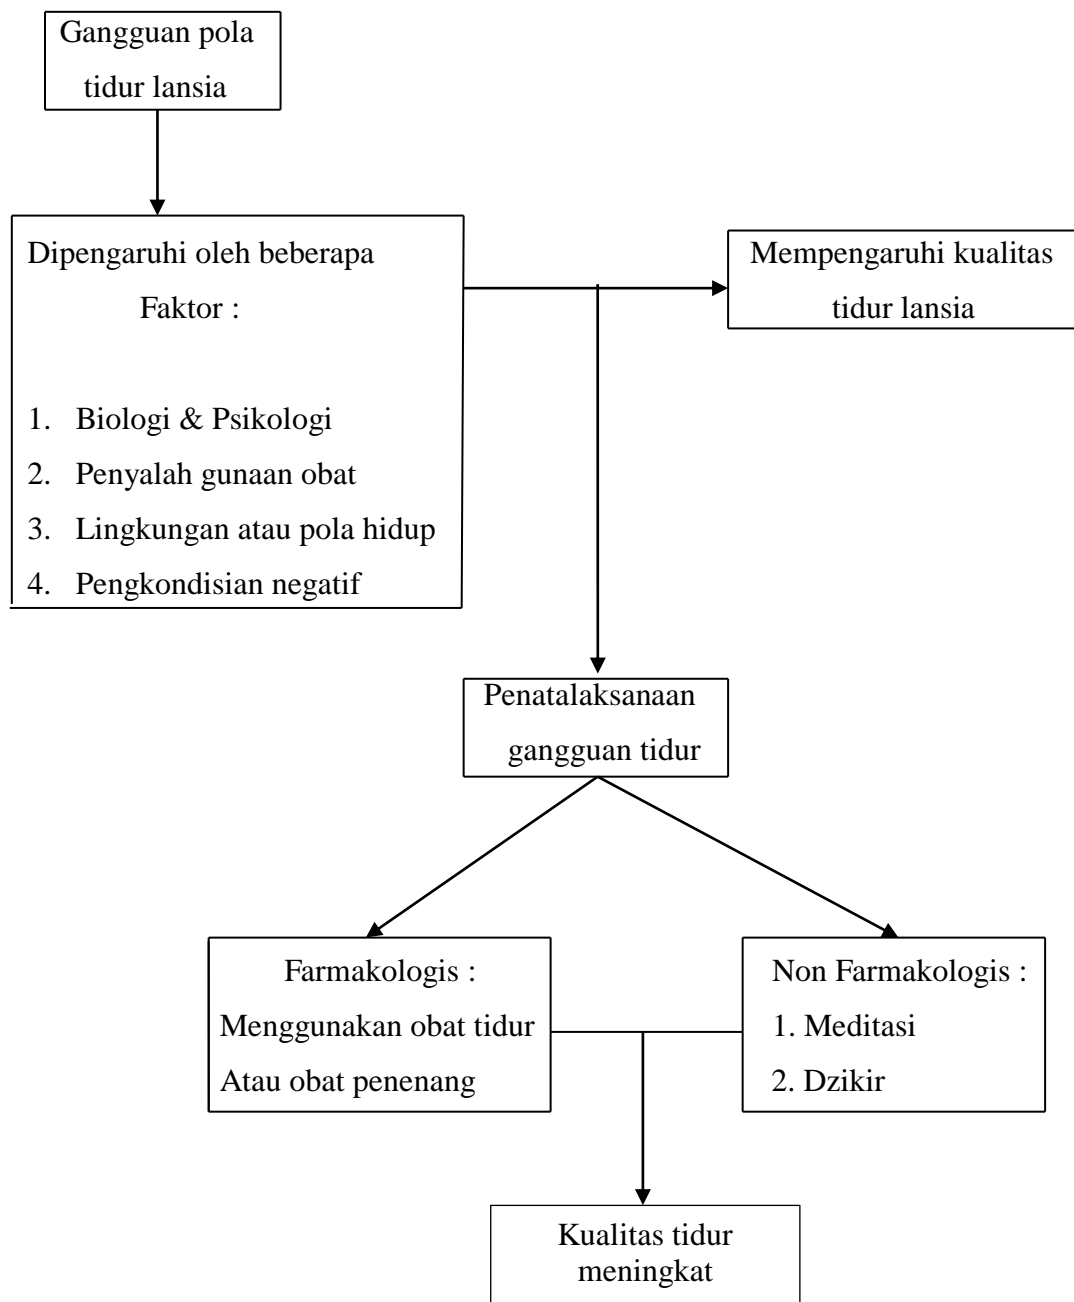 Gangguan pola
tidur lansia
Dipengaruhi oleh beberapa
Faktor :
1. Biologi & Psikologi
2. Penyalah gunaan obat
3. Lingkungan atau pola hidup
4. Pengkondisian negatif
Mempengaruhi kualitas
tidur lansia
Penatalaksanaan
gangguan tidur
Farmakologis :
Menggunakan obat tidur
Atau obat penenang
Non Farmakologis :
1. Meditasi
2. Dzikir
Kualitas tidur
meningkat